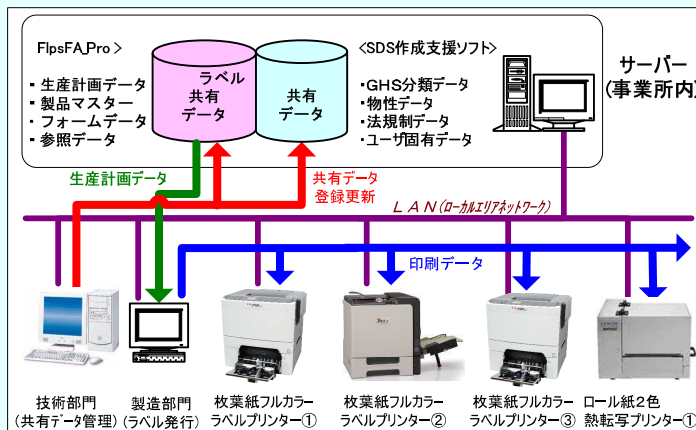 FlpsFA_Pro >
・生産計画データ
・製品マスター
・フォームデータ
・参照データ
ラベル
共有
データ
共有
データ
<SDS作成支援ソフト>
・GHS分類データ
・物性データ
・法規制データ
・ユーザ固有データ
サーバー
(事業所内)
生産計画データ
共有データ
登録更新
LAN(ローカルエリアネットワーク)
印刷データ
技術部門
(共有データ管理)
製造部門
(ラベル発行)
枚葉紙フルカラー
ラベルプリンター①
枚葉紙フルカラー
ラベルプリンター②
枚葉紙フルカラー
ラベルプリンター③
ロール紙2色
熱転写プリンター①